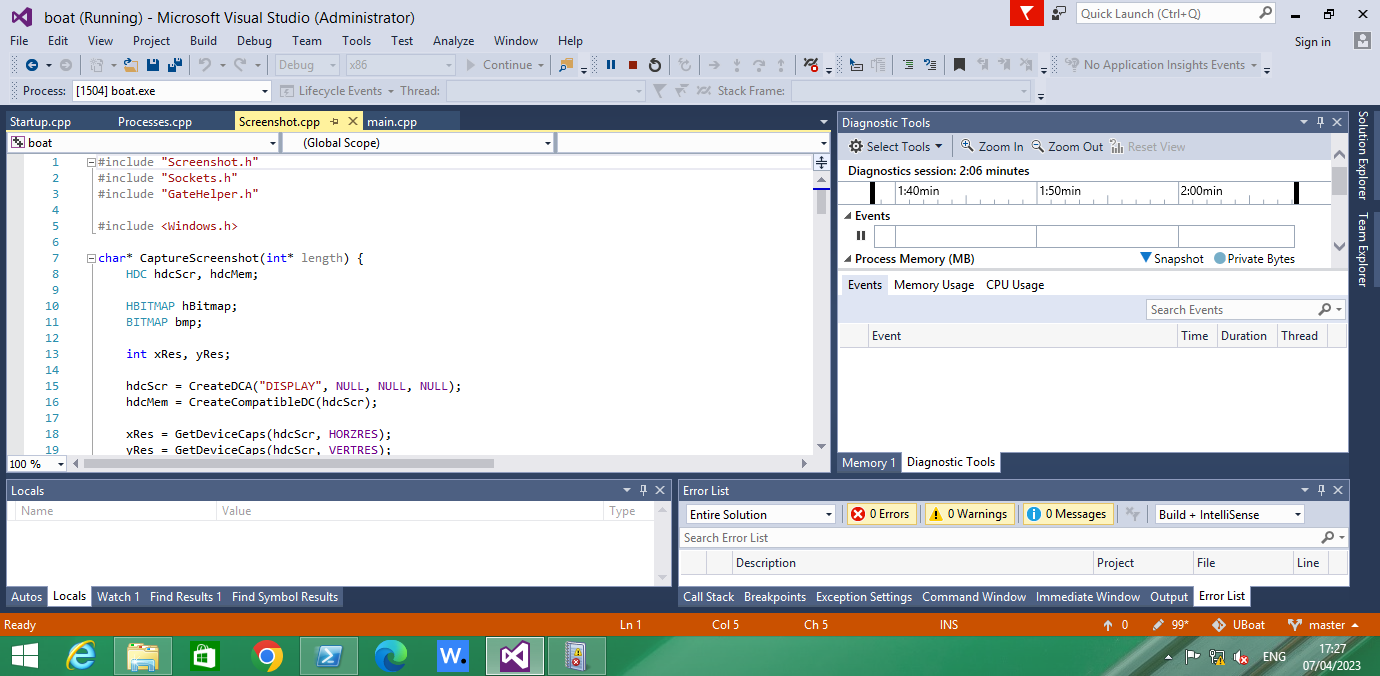 boat (Running) - Microsoft Visual Studio (Administrator)
Quick Launch (Ctrl+Q)
File Edit View Project Build Debug Team Tools Test Analyze Window Help
Sign in
Debug x86 Continue No Application Insights Events
Process: [1504] boat.exe Lifecycle Events Thread: Stack Frame:
Startup.cpp Processes.cpp Screenshot.cpp main.cpp
boat (Global Scope)
1 #include "Screenshot.h"
2 #include "Sockets.h"
3 #include "GateHelper.h"
4
5 #include <Windows.h>
6
7 char* CaptureScreenshot(int* length) {
8 HDC hdcScr, hdcMem;
9
10 HBITMAP hBitmap;
11 BITMAP bmp;
12
13 int xRes, yRes;
14
15 hdcScr = CreateDCA("DISPLAY", NULL, NULL, NULL);
16 hdcMem = CreateCompatibleDC(hdcScr);
17
18 xRes = GetDeviceCaps(hdcScr, HORZRES);
19 yRes = GetDeviceCaps(hdcScr, VERTRES);
100 %
Diagnostic Tools
Select Tools Zoom In Zoom Out Reset View
Diagnostics session: 2:06 minutes
1:40min 1:50min 2:00min
Events
Process Memory (MB) Snapshot Private Bytes
Events Memory Usage CPU Usage
Search Events
Event Time Duration Thread
Memory 1 Diagnostic Tools
Solution Explorer
Team Explorer
Locals
Name Value Type
Autos Locals Watch 1 Find Results 1 Find Symbol Results
Error List
Entire Solution 0 Errors 0 Warnings 0 Messages Build + IntelliSense
Search Error List
Description Project File Line
Call Stack Breakpoints Exception Settings Command Window Immediate Window Output Error List
Ready Ln 1 Col 5 Ch 5 INS 0 99* UBoat master
W.
ENG
17:27
07/04/2023